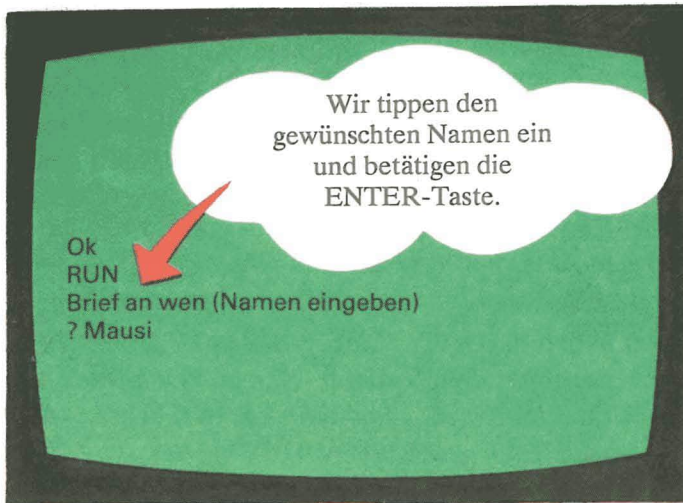 Wir tippen den
gewünschten Namen ein
und betätigen die
ENTER-Taste.
Ok
RUN
Brief an wen (Namen eingeben)
? Mausi